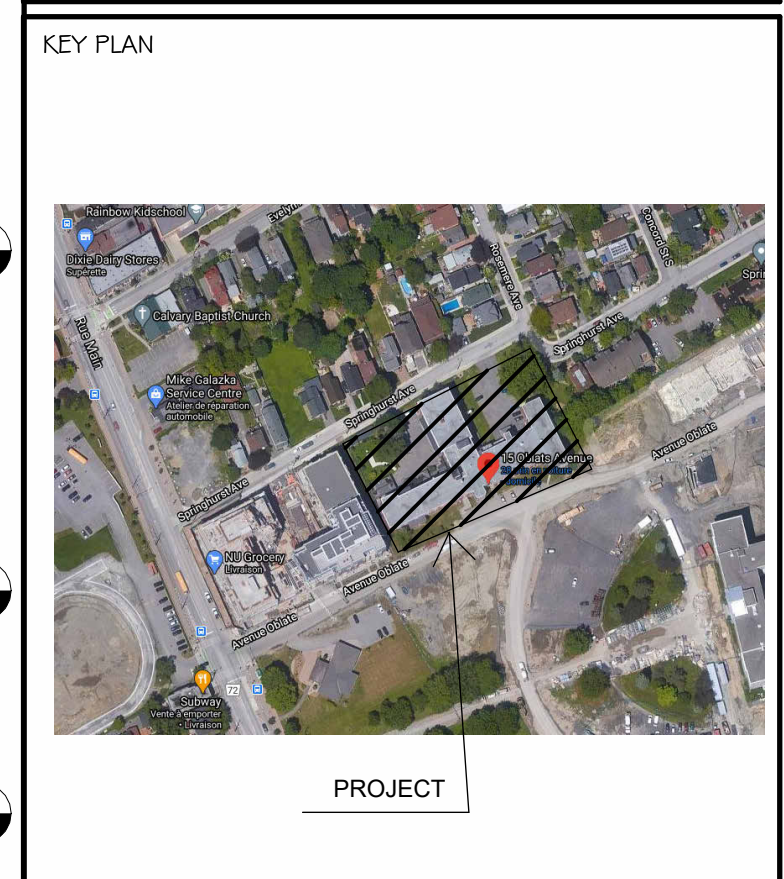 KEY PLAN
Rainbow Kidschool
Dixie Dairy Stores
Supérette
Rue Main
Calvary Baptist Church
Rosemere Ave
Concord St S
Springhurst Ave
Mike Galazka
Service Centre
Atelier de réparation
automobile
Springhurst Ave
Avenue Oblate
15 Oblats Avenue
Springhurst Ave
NU Grocery
Livraison
Avenue Oblate
Avenue Oblate
72
Subway
Vente à emporter
• Livraison
PROJECT